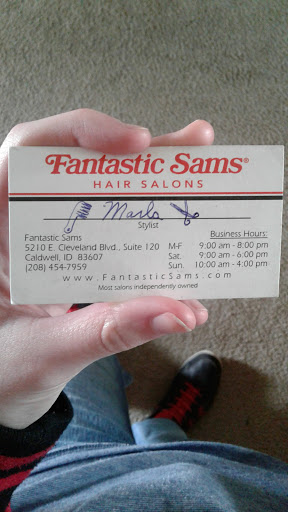 Fantastic Sams®
HAIR SALONS
Marla
Stylist
Fantastic Sams
5210 E. Cleveland Blvd., Suite 120
Caldwell, ID 83607
(208) 454-7959
Business Hours:
M-F 9:00 am - 8:00 pm
Sat. 9:00 am - 6:00 pm
Sun. 10:00 am - 4:00 pm
www.FantasticSams.com
Most salons independently owned